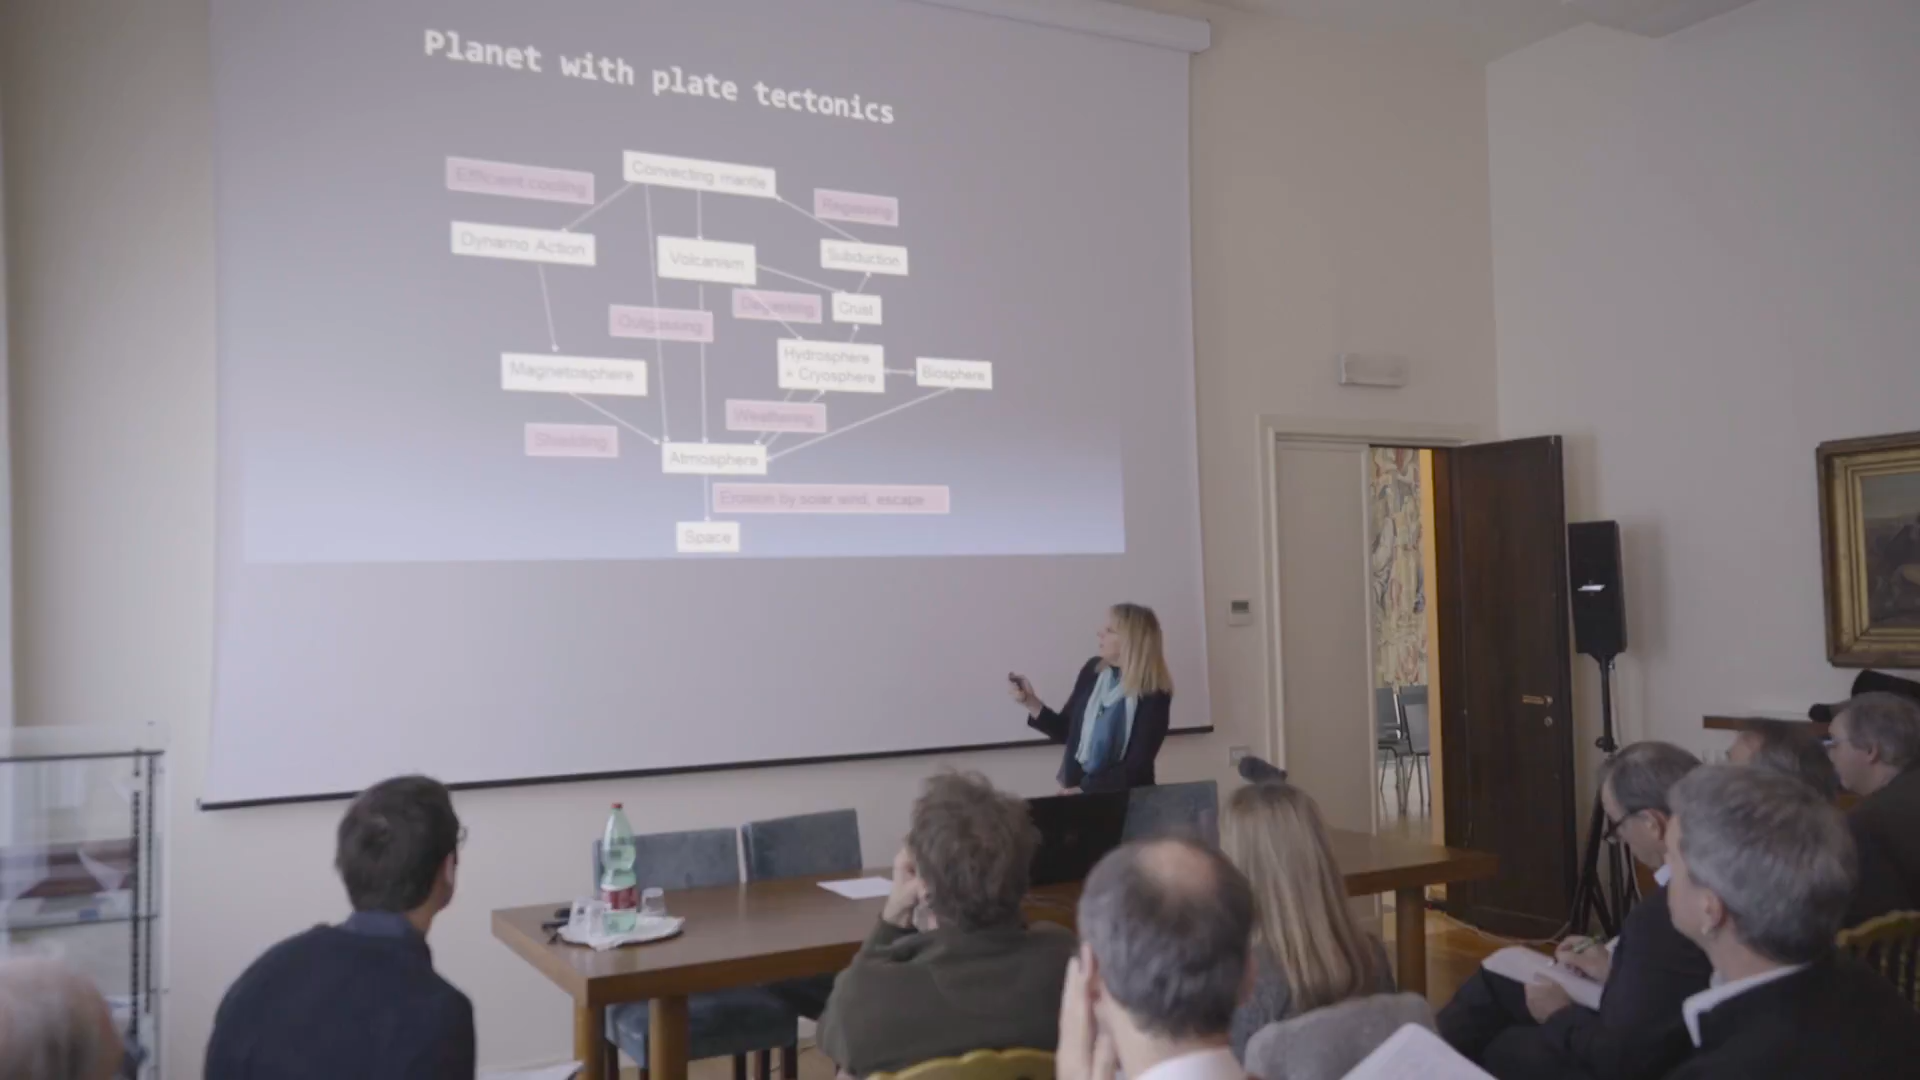 Planet with plate tectonics
Convecting mantle
Efficient cooling
Regassing
Dynamo Action
Volcanism
Subduction
Degassing
Crust
Outgassing
Hydrosphere
+ Cryosphere
Biosphere
Magnetosphere
Weathering
Shielding
Atmosphere
Erosion by solar wind, escape
Space